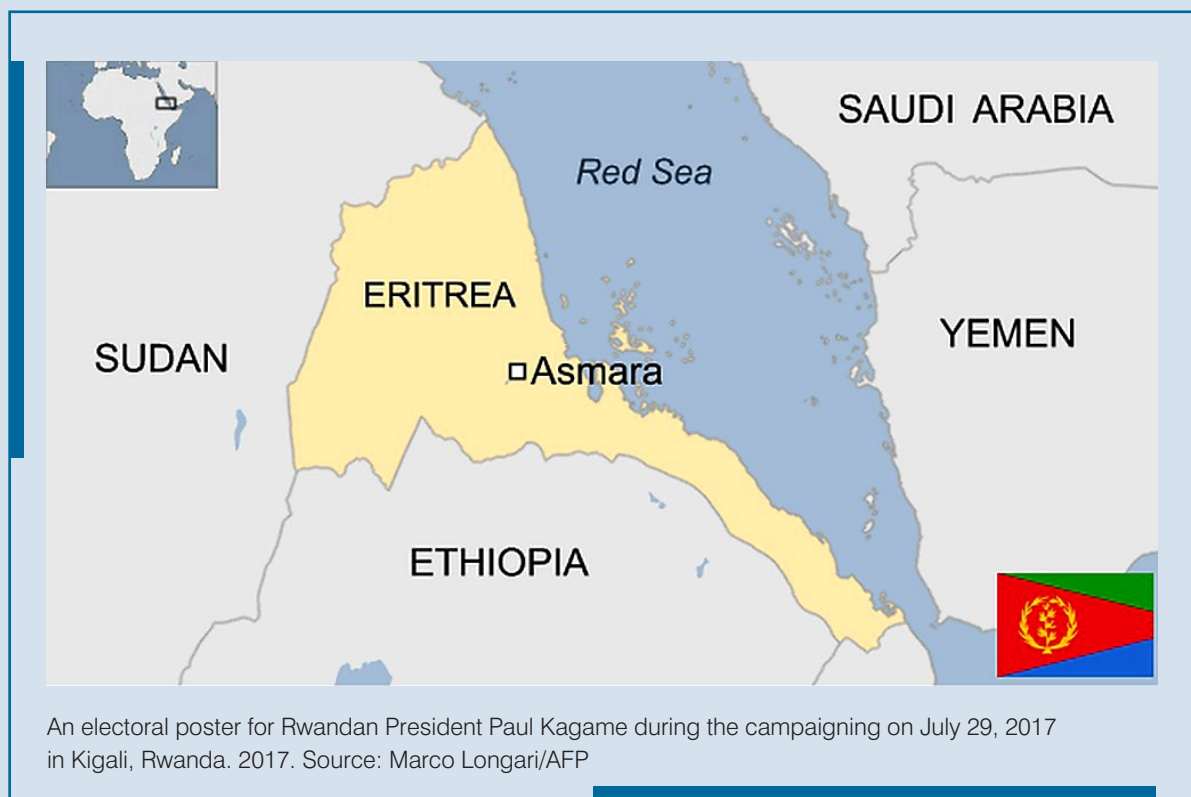 SAUDI ARABIA
Red Sea
ERITREA
YEMEN
SUDAN
Asmara
ETHIOPIA
An electoral poster for Rwandan President Paul Kagame during the campaigning on July 29, 2017
in Kigali, Rwanda. 2017. Source: Marco Longari/AFP